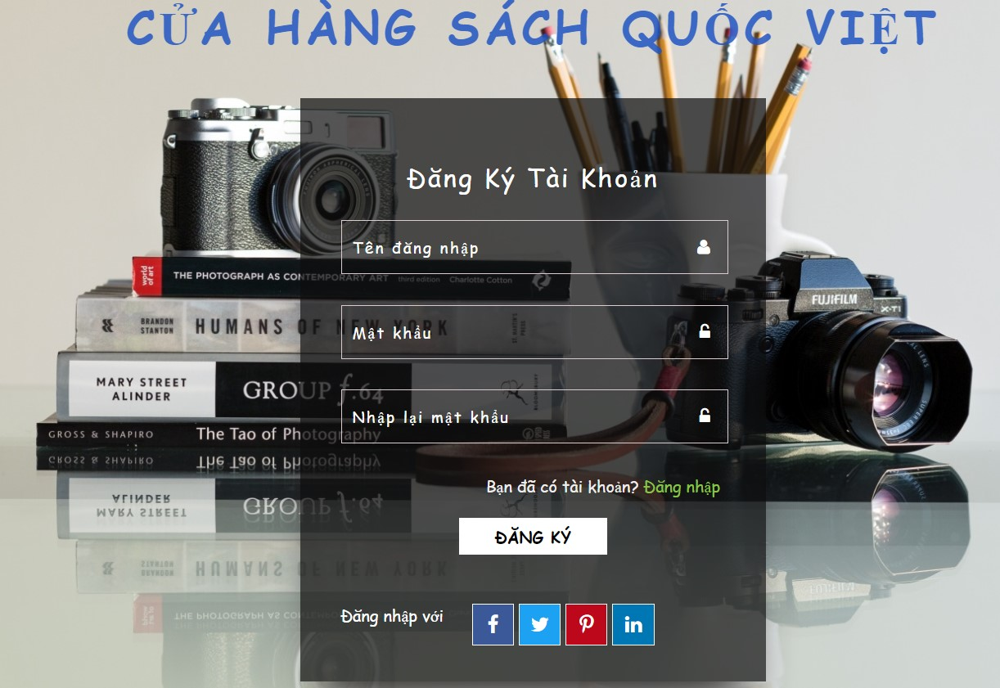 CỬA HÀNG SÁCH QUỐC VIỆT
Đăng Ký Tài Khoản
Tên đăng nhập
world of art
THE PHOTOGRAPH AS CONTEMPORARY ART third edition Charlotte Cotton
FUJIFILM
X-T1
BRANDON STANTON HUMANS OF NEW YORK
Mật khẩu
MARY STREET
ALINDER
GROUP f.64
BLOOMSBURY
Nhập lại mật khẩu
GROSS & SHAPIRO The Tao of Photography
Bạn đã có tài khoản? Đăng nhập
ĐĂNG KÝ
Đăng nhập với